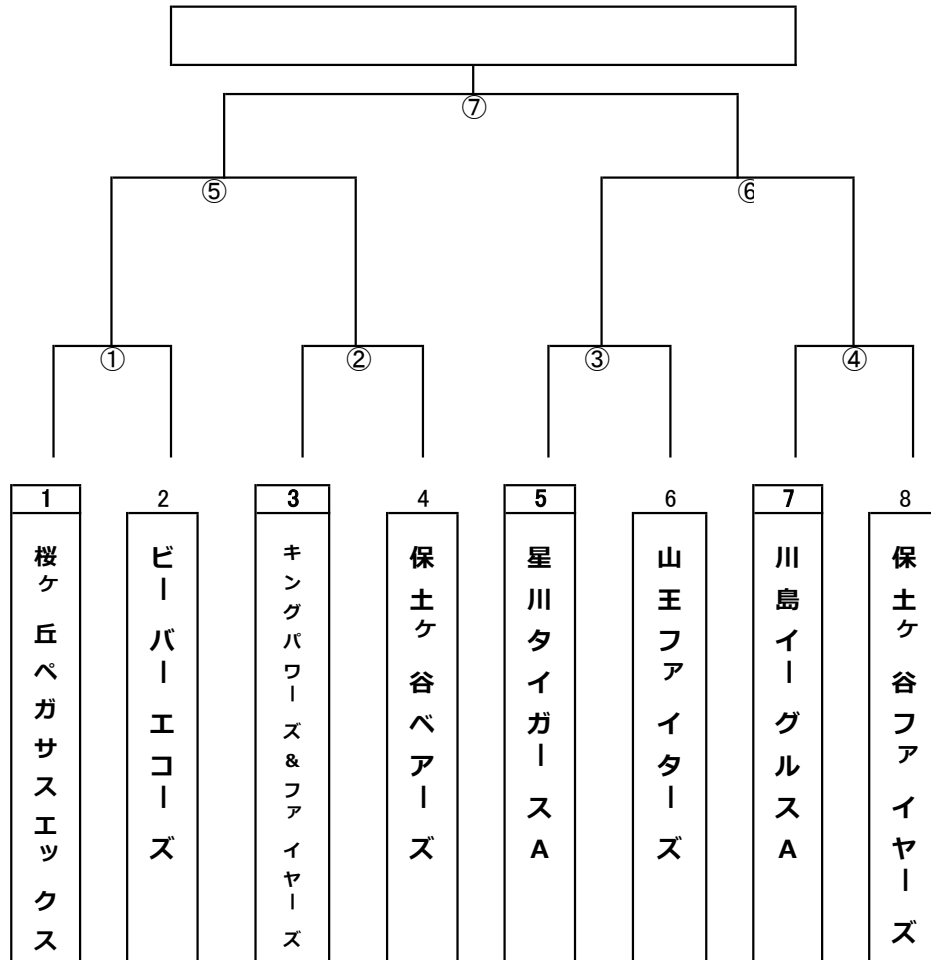 ⑦
⑤
⑥
①
②
③
④
1
2
3
4
5
6
7
8
桜ケ丘ペガサスエックス
ビーバーエコーズ
キングパワーズ&ファイヤーズ
保土ケ谷ベアーズ
星川タイガースA
山王ファイターズ
川島イーグルスA
保土ケ谷ファイヤーズ